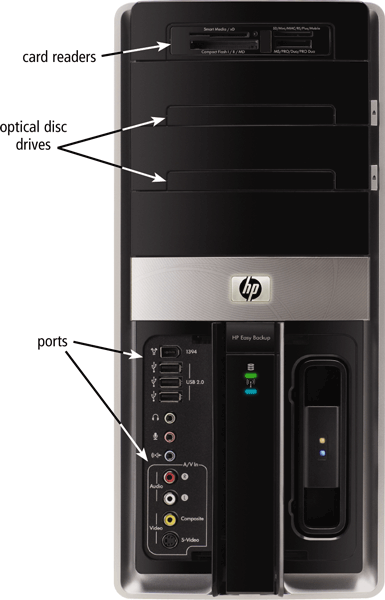 Smart Media / xD
SD/Mini/MMC/RS/Plus/Mobile
card readers
Compact Flash I / II / MD
MS/PRO/Duo/PRO Duo
optical disc
drives
hp
HP Easy Backup
ports
1394
USB 2.0
A/V In
Audio
R
L
Video
Composite
S-Video